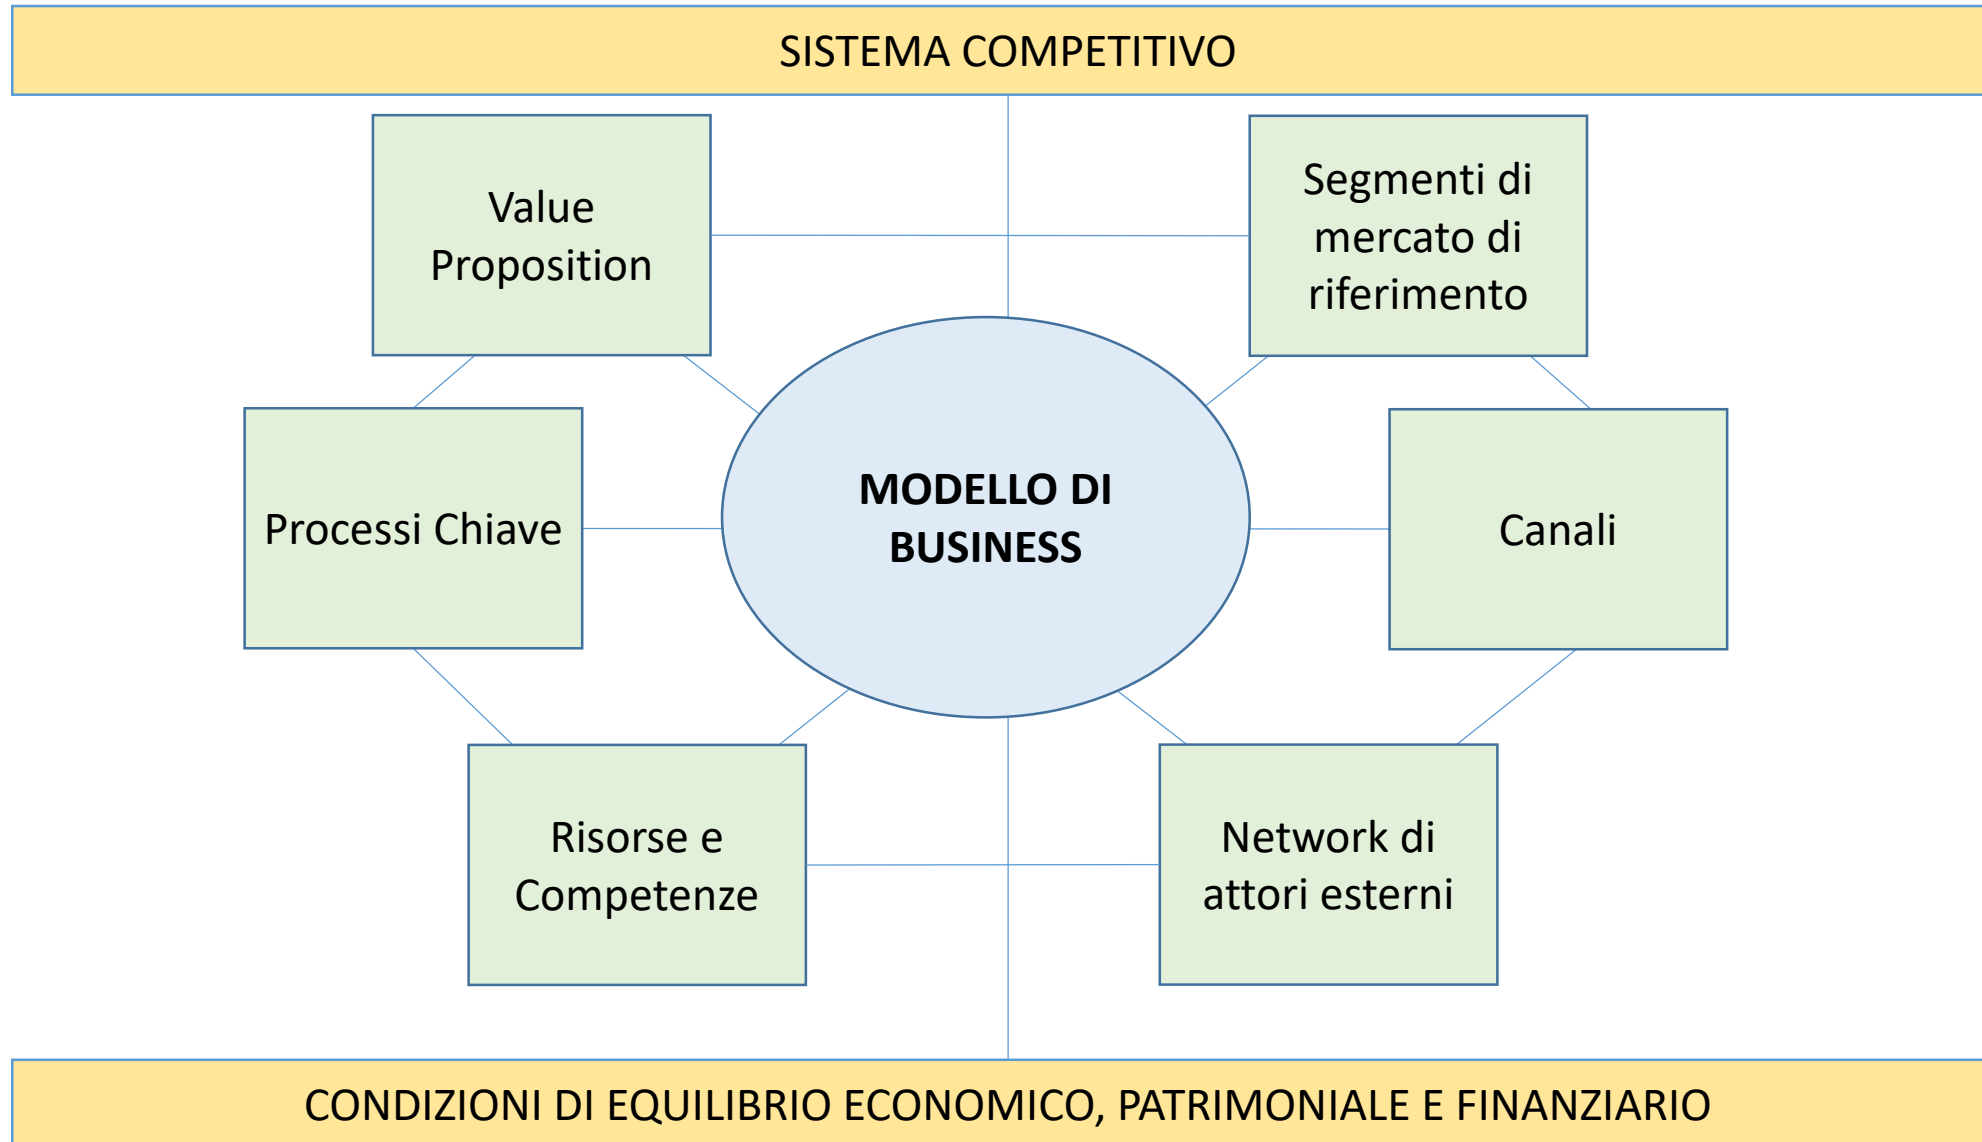 SISTEMA COMPETITIVO
Value
Proposition
Segmenti di
mercato di
riferimento
Processi Chiave
MODELLO DI
BUSINESS
Canali
Risorse e
Competenze
Network di
attori esterni
CONDIZIONI DI EQUILIBRIO ECONOMICO, PATRIMONIALE E FINANZIARIO